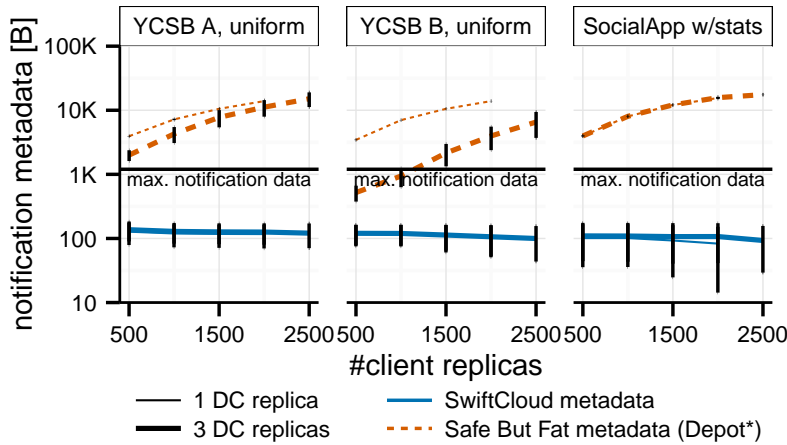 YCSB A, uniform
YCSB B, uniform
SocialApp w/stats
notification metadata [B]
100K
10K
1K
100
10
max. notification data
max. notification data
max. notification data
500 1500 2500
500 1500 2500
500 1500 2500
#client replicas
1 DC replica
SwiftCloud metadata
3 DC replicas
Safe But Fat metadata (Depot*)